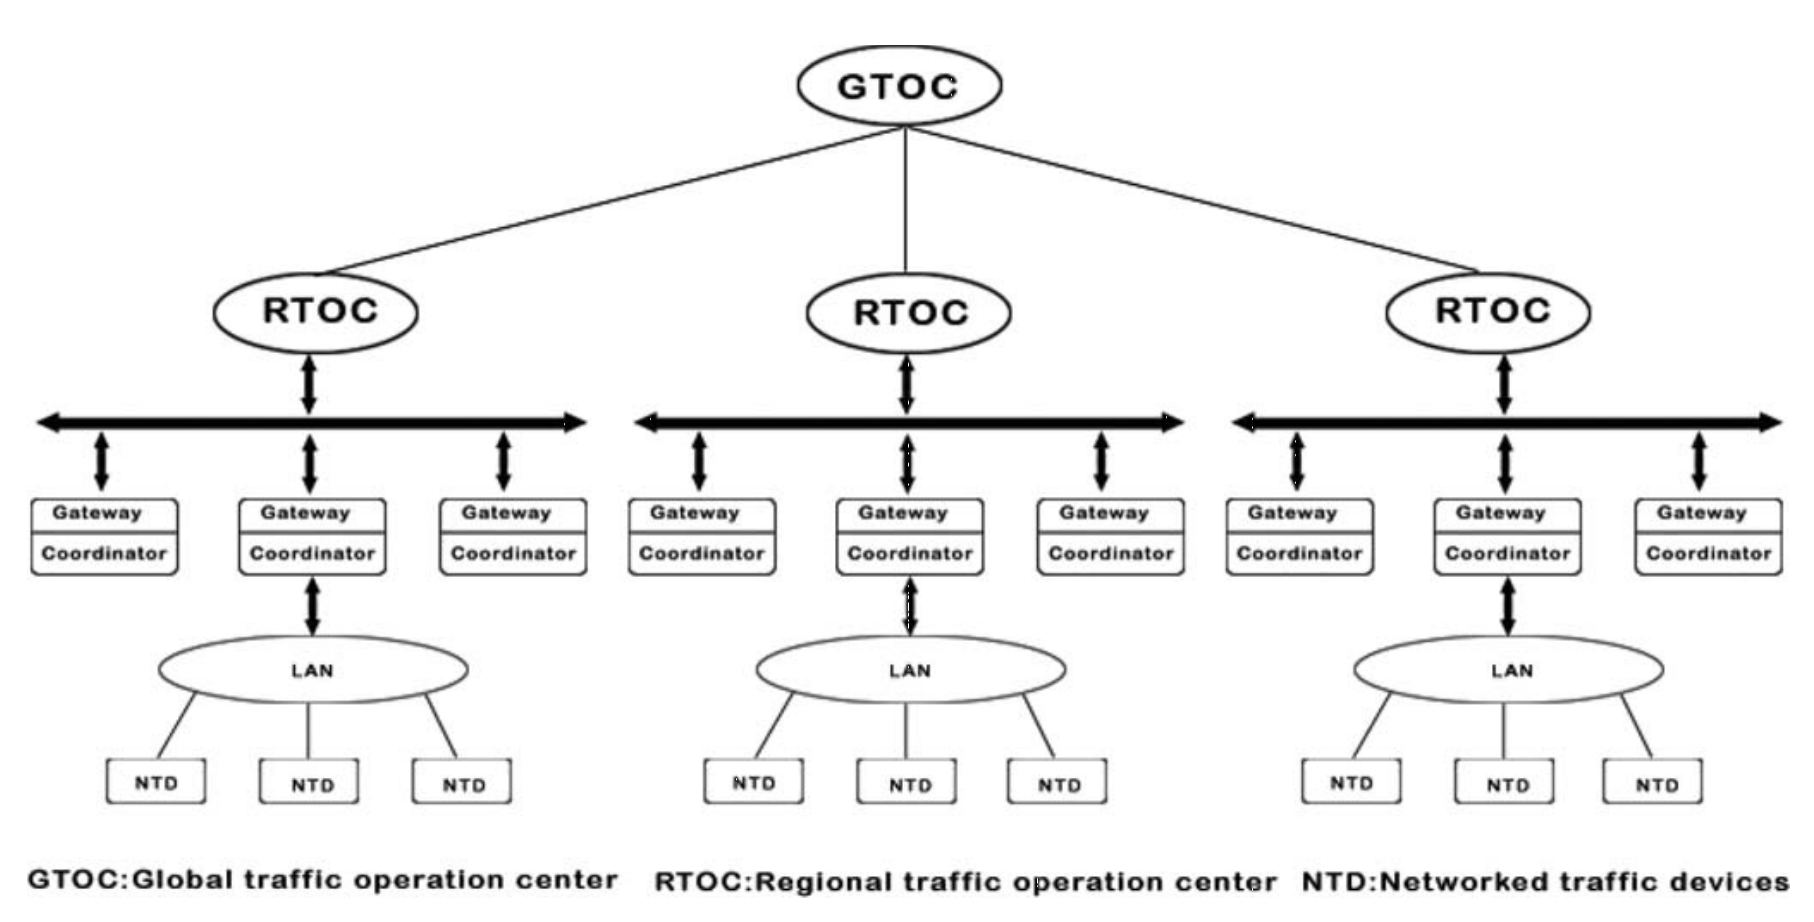 GTOC
RTOC RTOC RTOC
Gateway Gateway Gateway Gateway Gateway Gateway Gateway Gateway Gateway
Coordinator Coordinator Coordinator Coordinator Coordinator Coordinator Coordinator Coordinator Coordinator
LAN LAN LAN
NTD NTD NTD NTD NTD NTD NTD NTD NTD
GTOC:Global traffic operation center RTOC:Regional traffic operation center NTD:Networked traffic devices